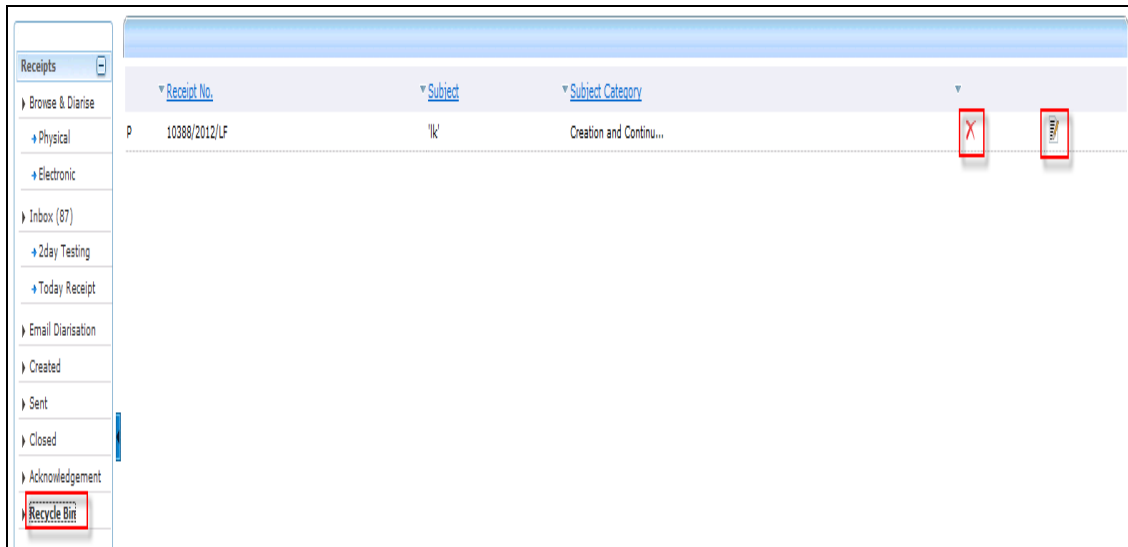 Receipts
Browse & Diarise
Physical
Electronic
Inbox (87)
2day Testing
Today Receipt
Email Diarisation
Created
Sent
Closed
Acknowledgement
Recycle Bin
Receipt No. Subject Subject Category
P 10388/2012/LF 'lk' Creation and Continu...